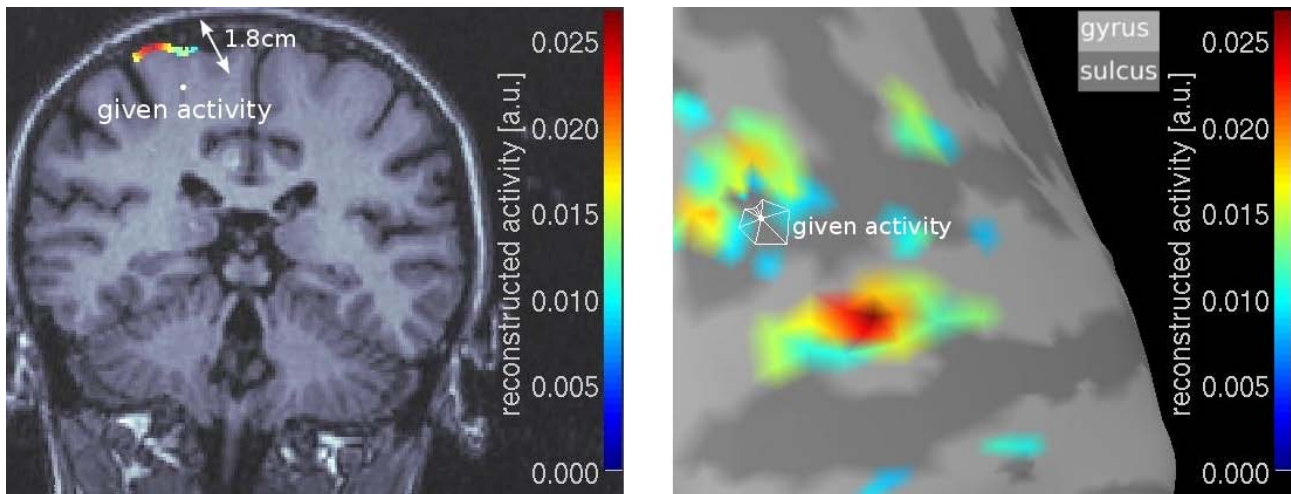 1.8cm
given activity
reconstructed activity [a.u.]
0.025
0.020
0.015
0.010
0.005
0.000
gyrus
sulcus
given activity
reconstructed activity [a.u.]
0.025
0.020
0.015
0.010
0.005
0.000